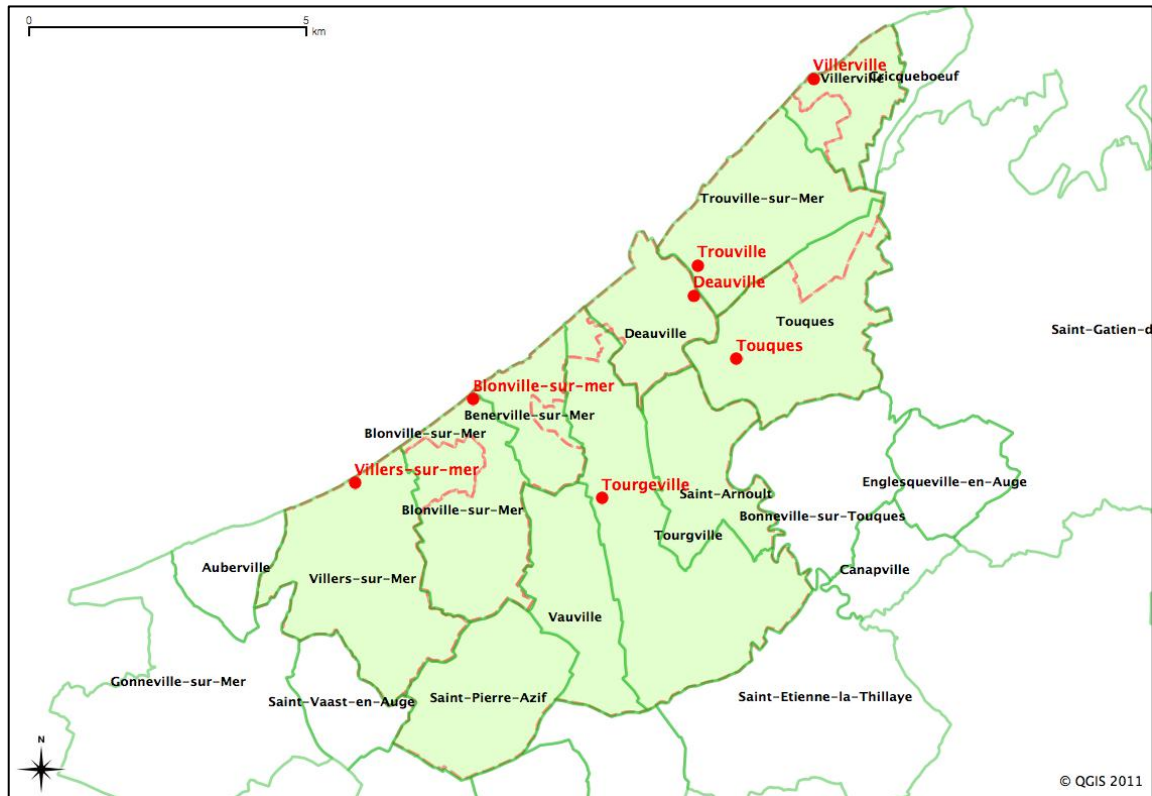 0 5
km
Villerville
Villerville
Cricqueboeuf
Trouville-sur-Mer
Trouville
Deauville
Touques
Saint-Gatien-d
Deauville
Touques
Blonville-sur-mer
Benerville-sur-Mer
Blonville-sur-Mer
Villers-sur-mer
Tourgeville
Saint-Arnoult
Englesqueville-en-Auge
Blonville-sur-Mer
Bonneville-sur-Touques
Tourgville
Auberville
Villers-sur-Mer
Canapville
Vauville
Gonneville-sur-Mer
Saint-Vaast-en-Auge
Saint-Pierre-Azif
Saint-Etienne-la-Thillaye
N
© QGIS 2011